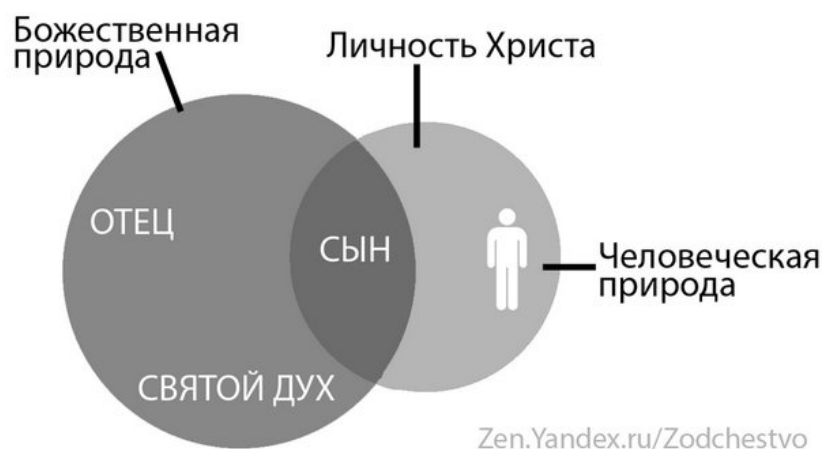 Божественная
природа
Личность Христа
ОТЕЦ
СЫН
Человеческая
природа
СВЯТОЙ ДУХ
Zen.Yandex.ru/Zodchestvo